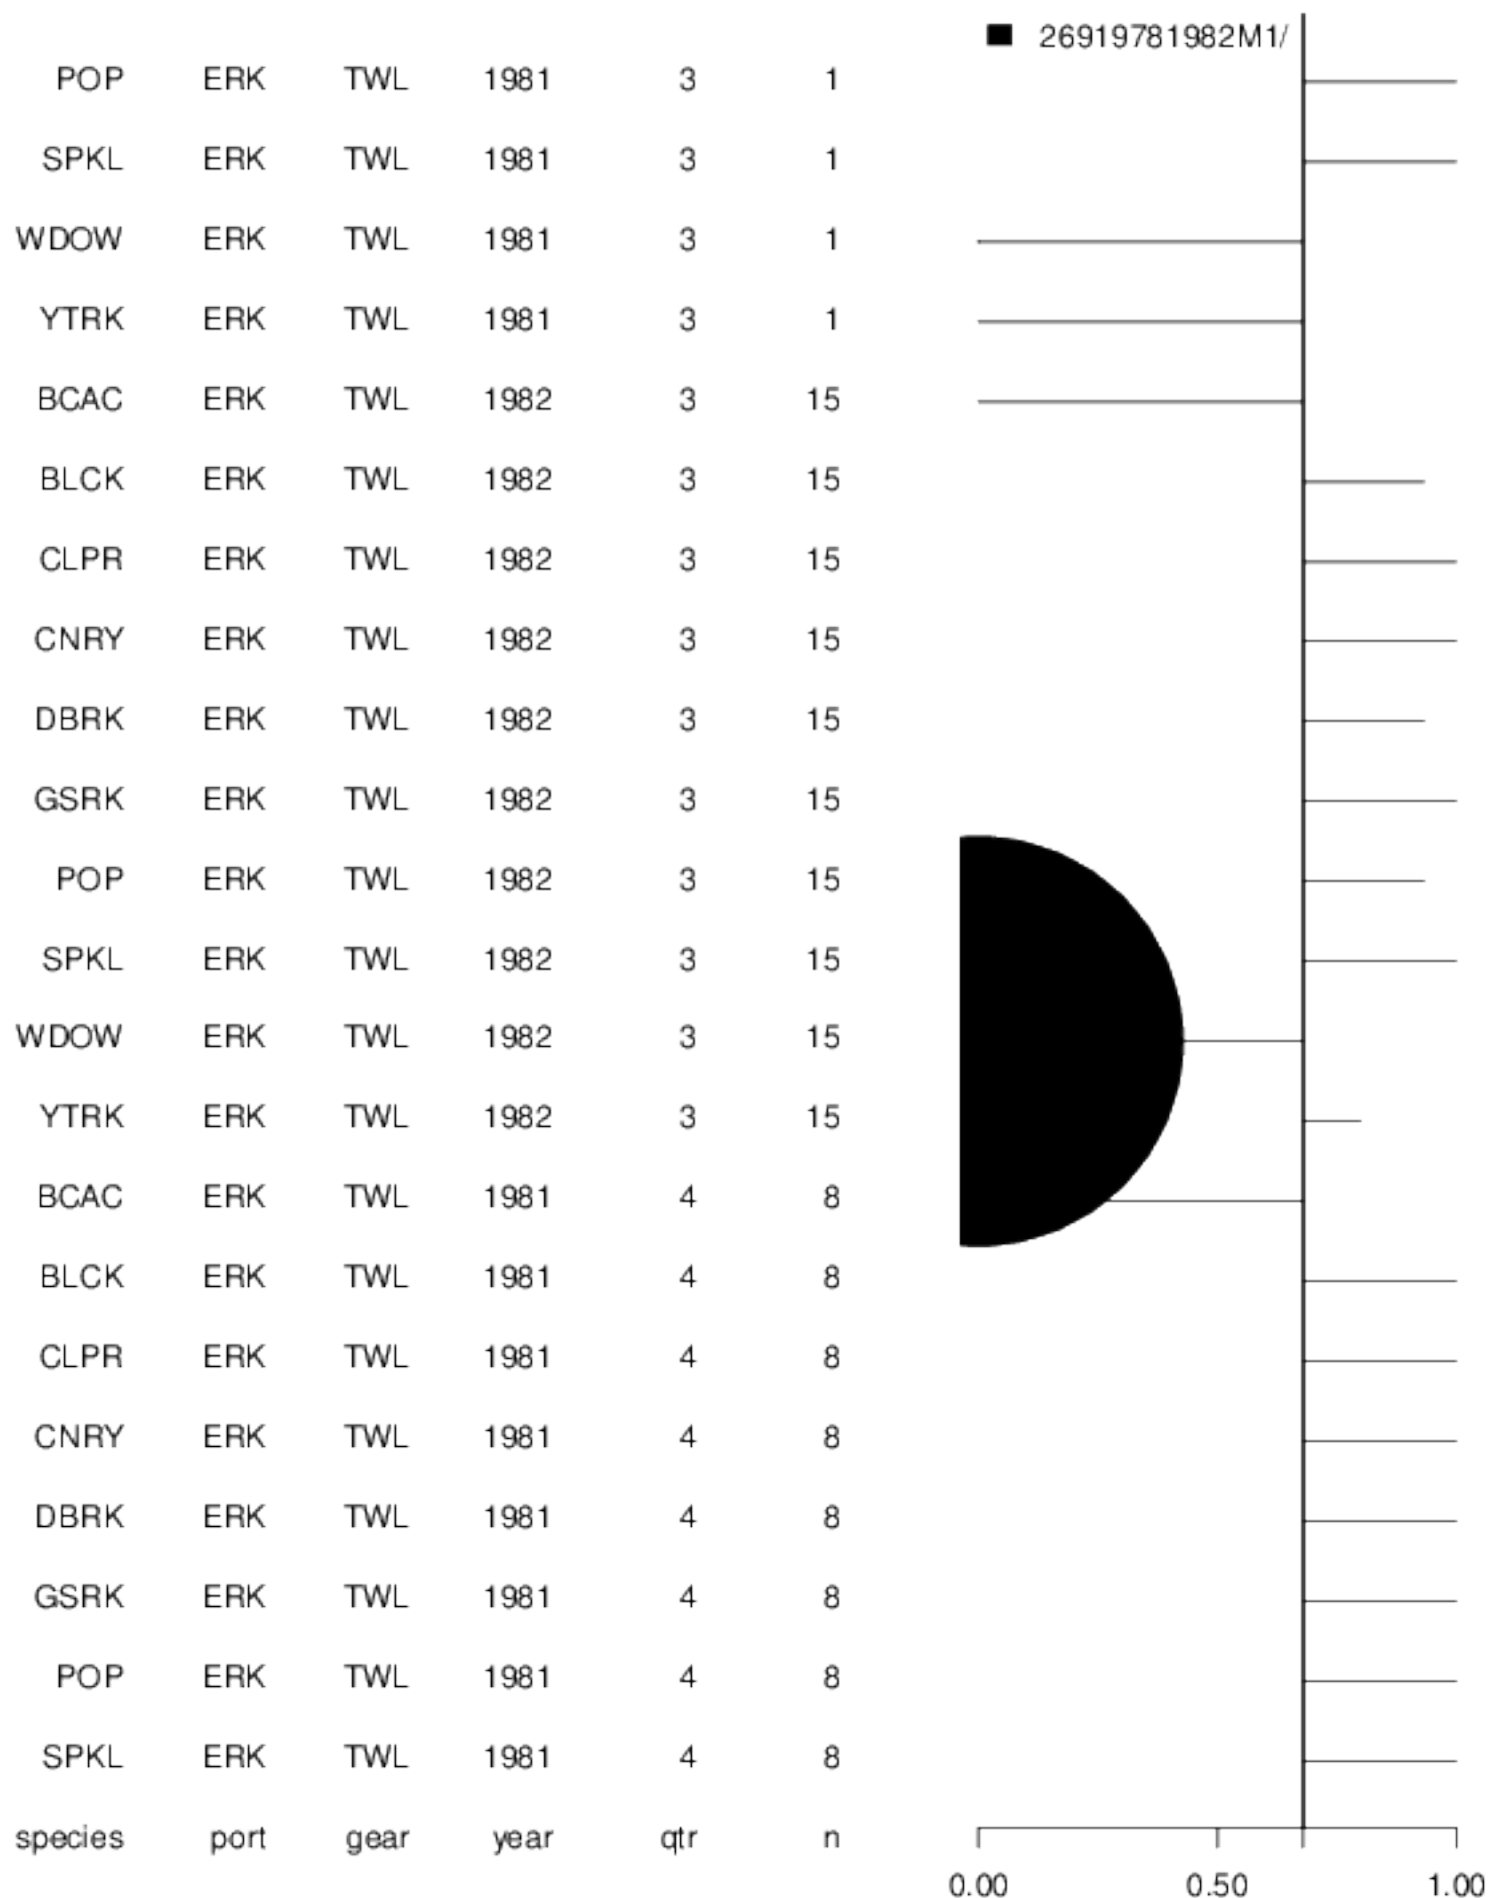 26919781982M1/
POP ERK TWL 1981 3 1
SPKL ERK TWL 1981 3 1
WDOW ERK TWL 1981 3 1
YTRK ERK TWL 1981 3 1
BCAC ERK TWL 1982 3 15
BLCK ERK TWL 1982 3 15
CLPR ERK TWL 1982 3 15
CNRY ERK TWL 1982 3 15
DBRK ERK TWL 1982 3 15
GSRK ERK TWL 1982 3 15
POP ERK TWL 1982 3 15
SPKL ERK TWL 1982 3 15
WDOW ERK TWL 1982 3 15
YTRK ERK TWL 1982 3 15
BCAC ERK TWL 1981 4 8
BLCK ERK TWL 1981 4 8
CLPR ERK TWL 1981 4 8
CNRY ERK TWL 1981 4 8
DBRK ERK TWL 1981 4 8
GSRK ERK TWL 1981 4 8
POP ERK TWL 1981 4 8
SPKL ERK TWL 1981 4 8
species port gear year qtr n
0.00 0.50 1.00